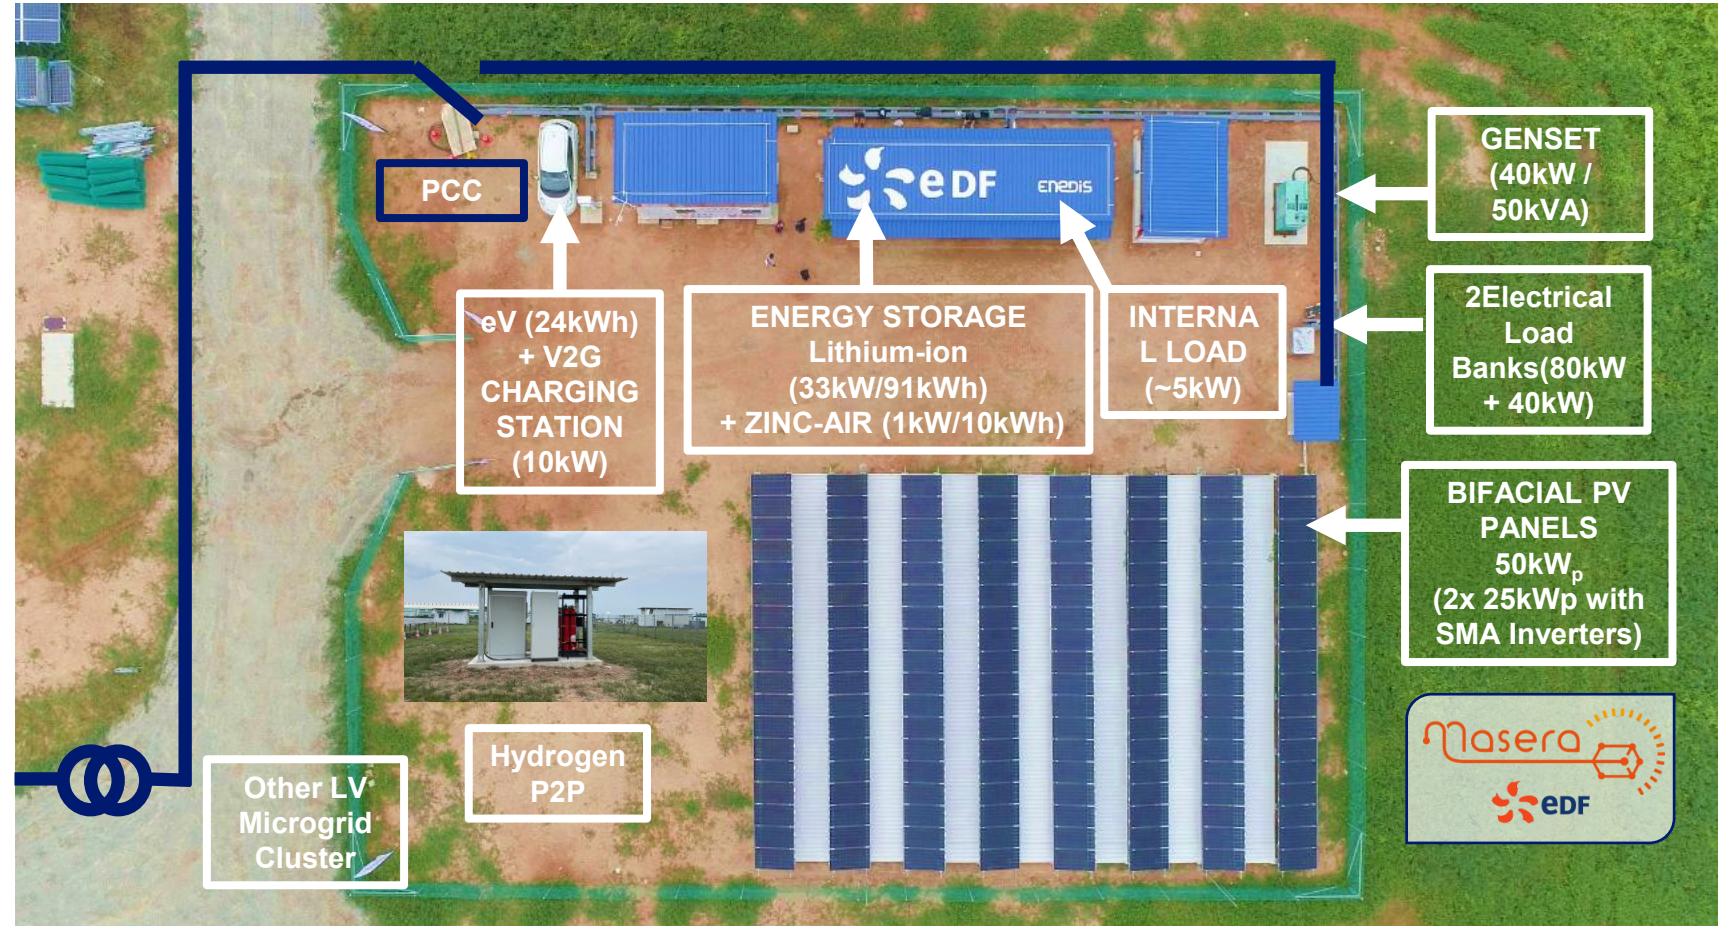 PCC
eDF
ENEDIS
GENSET
(40kW /
50kVA)
eV (24kWh)
+ V2G
CHARGING
STATION
(10kW)
ENERGY STORAGE
Lithium-ion
(33kW/91kWh)
+ ZINC-AIR (1kW/10kWh)
INTERNA
L LOAD
(~5kW)
2Electrical
Load
Banks(80kW
+ 40kW)
BIFACIAL PV
PANELS
50kWp
(2x 25kWp with
SMA Inverters)
Hydrogen
P2P
Other LV
Microgrid
Cluster
Masera
eDF